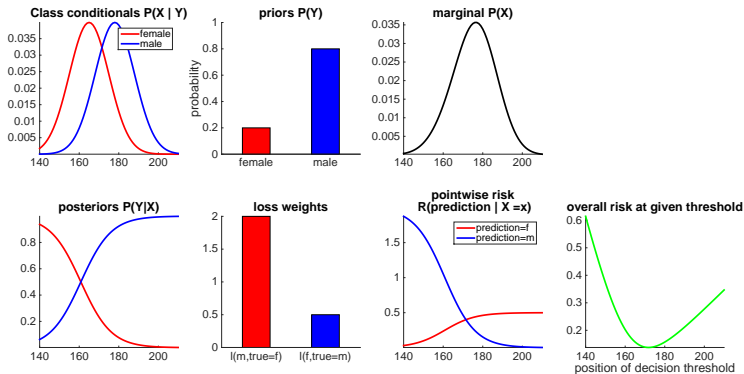 Class conditionals P(X | Y)
female
male
0.035
0.03
0.025
0.02
0.015
0.01
0.005
140 160 180 200
priors P(Y)
probability
1
0.8
0.6
0.4
0.2
0
female male
marginal P(X)
0.035
0.03
0.025
0.02
0.015
0.01
0.005
140 160 180 200
posteriors P(Y|X)
0.8
0.6
0.4
0.2
140 160 180 200
loss weights
2
1.5
1
0.5
0
l(m,true=f) l(f,true=m)
pointwise risk
R(prediction | X =x)
prediction=f
prediction=m
1.5
1
0.5
140 160 180 200
overall risk at given threshold
0.6
0.5
0.4
0.3
0.2
140 160 180 200
position of decision threshold